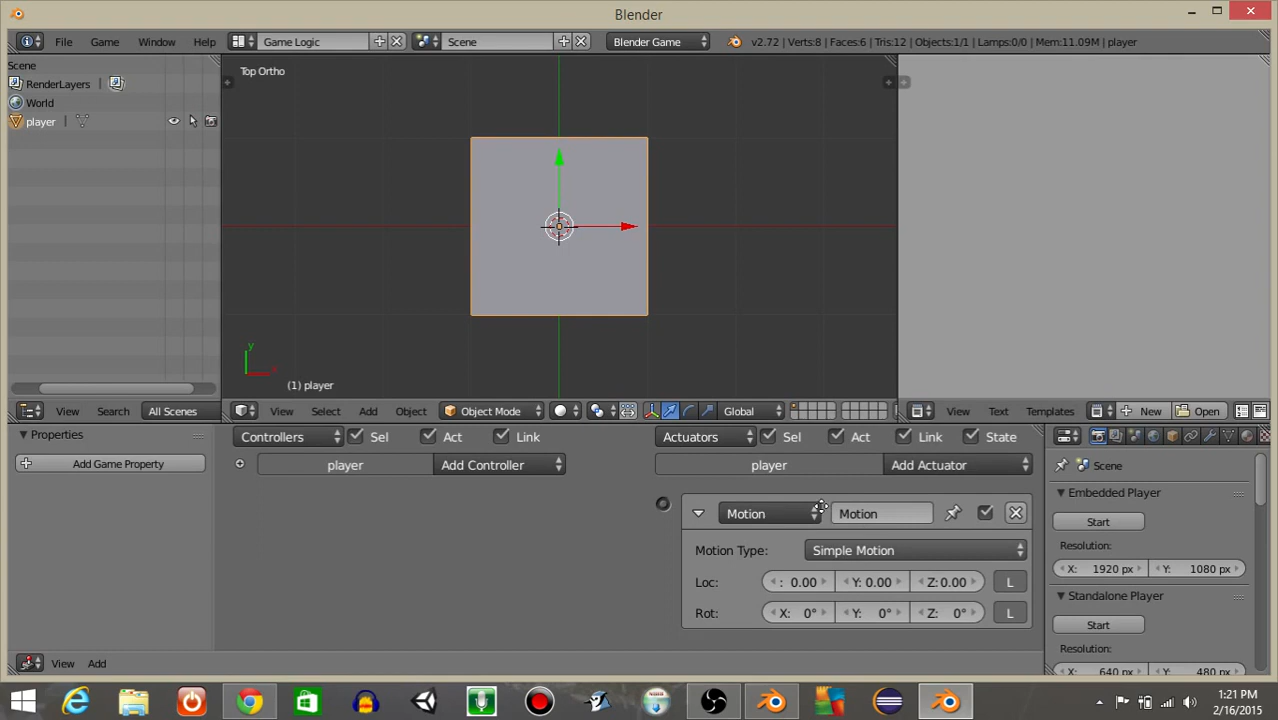 Blender
File Game Window Help Game Logic Scene Blender Game v2.72 | Verts:8 | Faces:6 | Tris:12 | Objects:1/1 | Lamps:0/0 | Mem:11.09M | player
Scene
RenderLayers |
World
player |
Top Ortho
y
x
(1) player
View Search All Scenes
View Select Add Object Object Mode Global
View Text Templates New Open
Properties
Add Game Property
Controllers Sel Act Link
player Add Controller
Actuators Sel Act Link State
player Add Actuator
Motion Motion
Motion Type: Simple Motion
Loc: : 0.00 Y: 0.00 Z: 0.00 L
Rot: X: 0° Y: 0° Z: 0° L
Scene
Embedded Player
Start
Resolution:
X: 1920 px Y: 1080 px
Standalone Player
Start
Resolution:
X: 640 px Y: 480 px
View Add
1:21 PM
2/16/2015